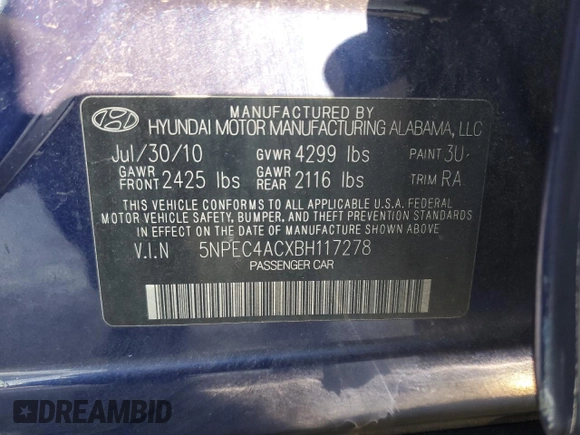 MANUFACTURED BY
HYUNDAI MOTOR MANUFACTURING ALABAMA, LLC
Jul/30/10 GVWR 4299 lbs PAINT 3U
GAWR FRONT 2425 lbs GAWR REAR 2116 lbs TRIM RA
THIS VEHICLE CONFORMS TO ALL APPLICABLE U.S.A. FEDERAL
MOTOR VEHICLE SAFETY, BUMPER, AND THEFT PREVENTION STANDARDS
IN EFFECT ON THE DATE OF MANUFACTURE SHOWN ABOVE.
V.I.N 5NPEC4ACXBH117278
PASSENGER CAR
DREAMBID